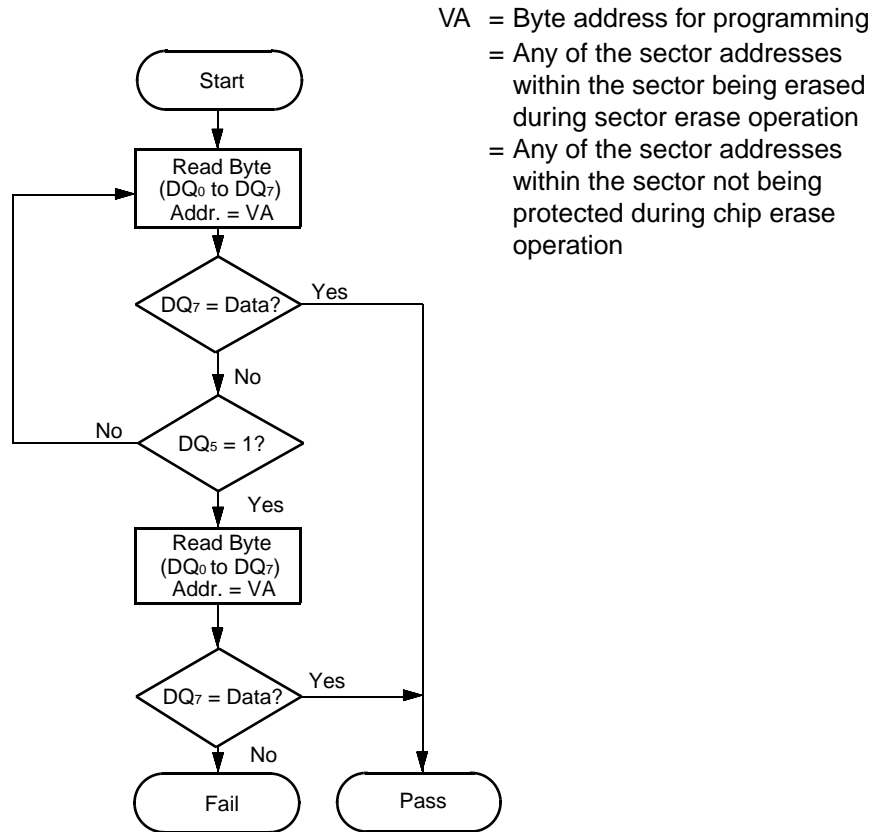 VA = Byte address for programming
= Any of the sector addresses
within the sector being erased
during sector erase operation
= Any of the sector addresses
within the sector not being
protected during chip erase
operation
Start
Read Byte
(DQ0 to DQ7)
Addr. = VA
DQ7 = Data?
Yes
No
DQ5 = 1?
No
Yes
Read Byte
(DQ0 to DQ7)
Addr. = VA
DQ7 = Data?
Yes
No
Fail
Pass